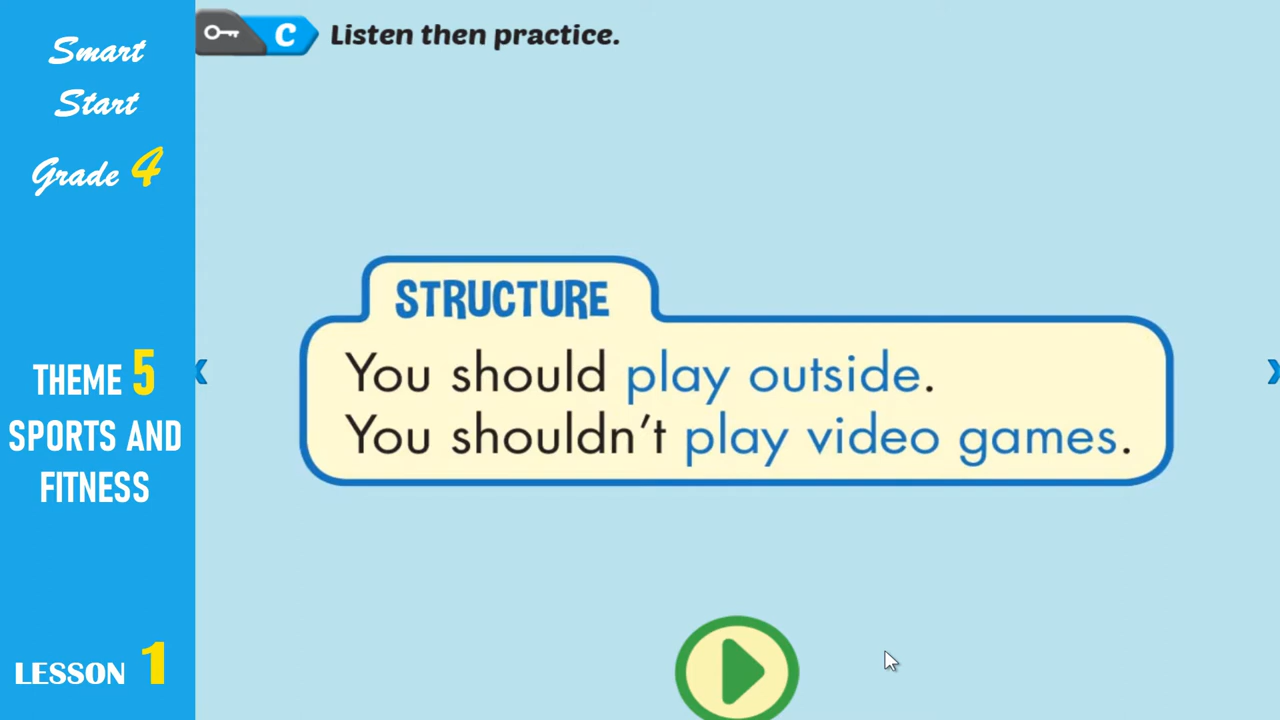 Smart
Start
Grade 4
THEME 5
SPORTS AND
FITNESS
LESSON 1
C Listen then practice.
STRUCTURE
You should play outside.
You shouldn't play video games.